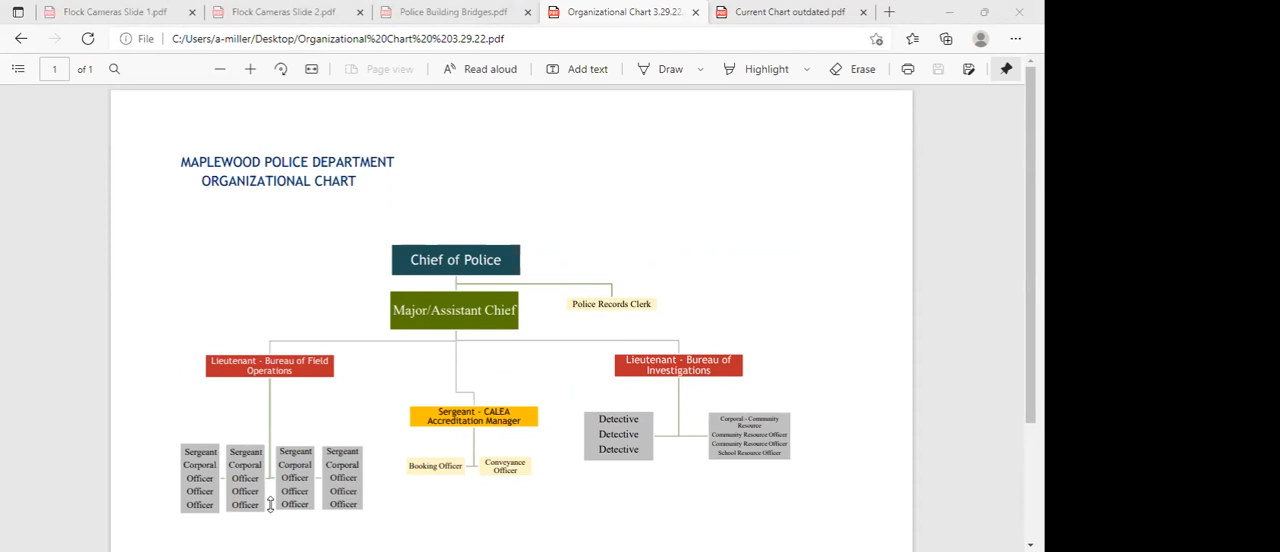 Flock Cameras Slide 1.pdf
Flock Cameras Slide 2.pdf
Police Building Bridges.pdf
Organizational Chart 3.29.22.
Current Chart outdated.pdf
File
C:/Users/a-miller/Desktop/Organizational%20Chart%20%203.29.22.pdf
1 of 1
Page view
Read aloud
Add text
Draw
Highlight
Erase
MAPLEWOOD POLICE DEPARTMENT
ORGANIZATIONAL CHART
Chief of Police
Major/Assistant Chief
Police Records Clerk
Lieutenant - Bureau of Field
Operations
Lieutenant - Bureau of
Investigations
Sergeant - CALEA
Accreditation Manager
Booking Officer
Conveyance
Officer
Detective
Detective
Detective
Corporal - Community
Resource
Community Resource Officer
Community Resource Officer
School Resource Officer
Sergeant
Corporal
Officer
Officer
Officer
Sergeant
Corporal
Officer
Officer
Officer
Sergeant
Corporal
Officer
Officer
Officer
Sergeant
Corporal
Officer
Officer
Officer